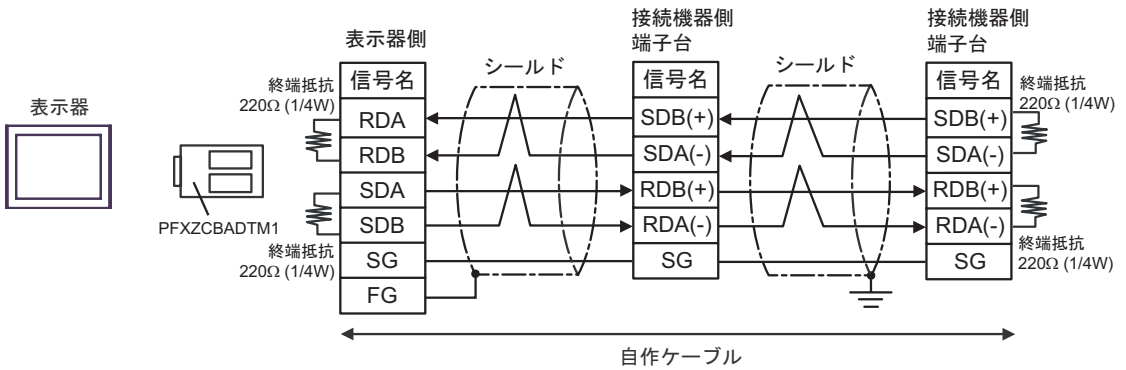 表示器
PFXZCBADTM1
表示器側
終端抵抗
220Ω (1/4W)
信号名
RDA
RDB
SDA
SDB
SG
FG
終端抵抗
220Ω (1/4W)
シールド
接続機器側
端子台
信号名
SDB(+)
SDA(-)
RDB(+)
RDA(-)
SG
シールド
接続機器側
端子台
信号名
SDB(+)
SDA(-)
RDB(+)
RDA(-)
SG
終端抵抗
220Ω (1/4W)
終端抵抗
220Ω (1/4W)
自作ケーブル